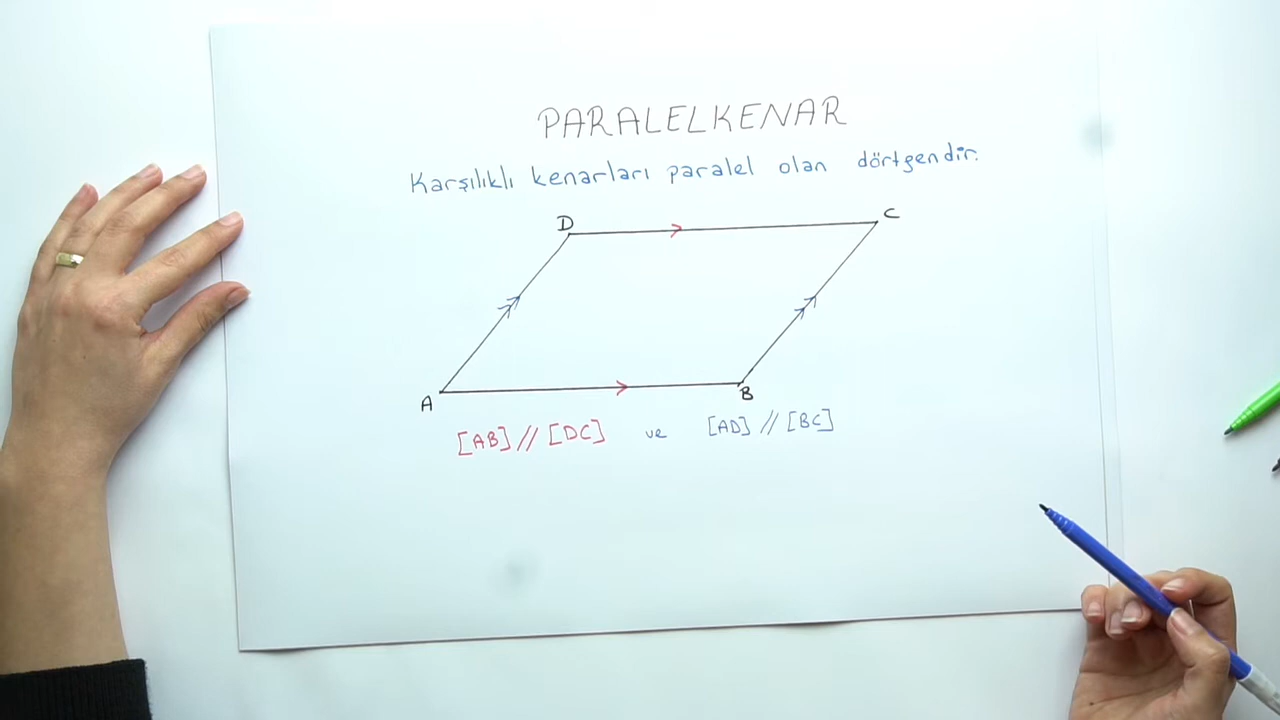 PARALELKENAR
Karşılıklı kenarları paralel olan dörtgendir.
D C
A B
[AB] // [DC] ve [AD] // [BC]